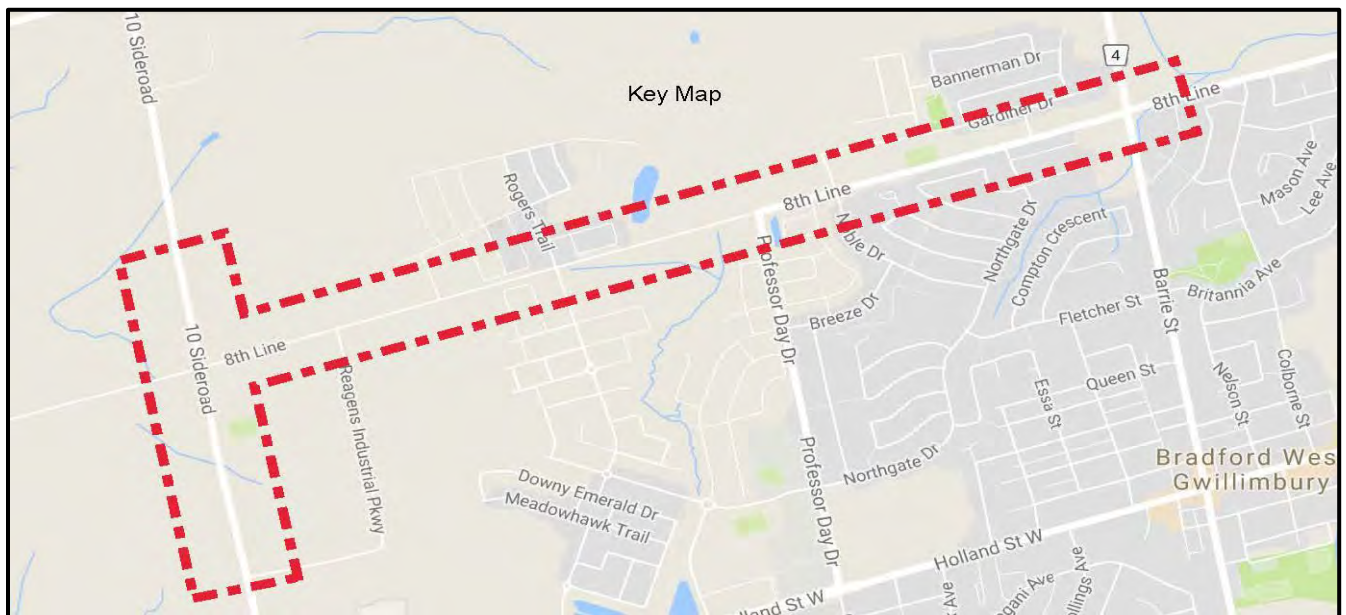 10 Sideroad
Key Map
4
Bannerman Dr
Gardiner Dr
8th Line
Mason Ave
Lee Ave
Rogers Trail
8th Line
Noble Dr
Northgate Dr
Compton Crescent
Professor Day Dr
Barrie St
Britannia Ave
Fletcher St
Breeze Dr
10 Sideroad
8th Line
Reagens Industrial Pkwy
Queen St
Essa St
Nelson St
Colborne St
Professor Day Dr
Northgate Dr
Bradford Wes
Gwillimbury
Downy Emerald Dr
Meadowhawk Trail
Holland St W
Holland St W
Ave